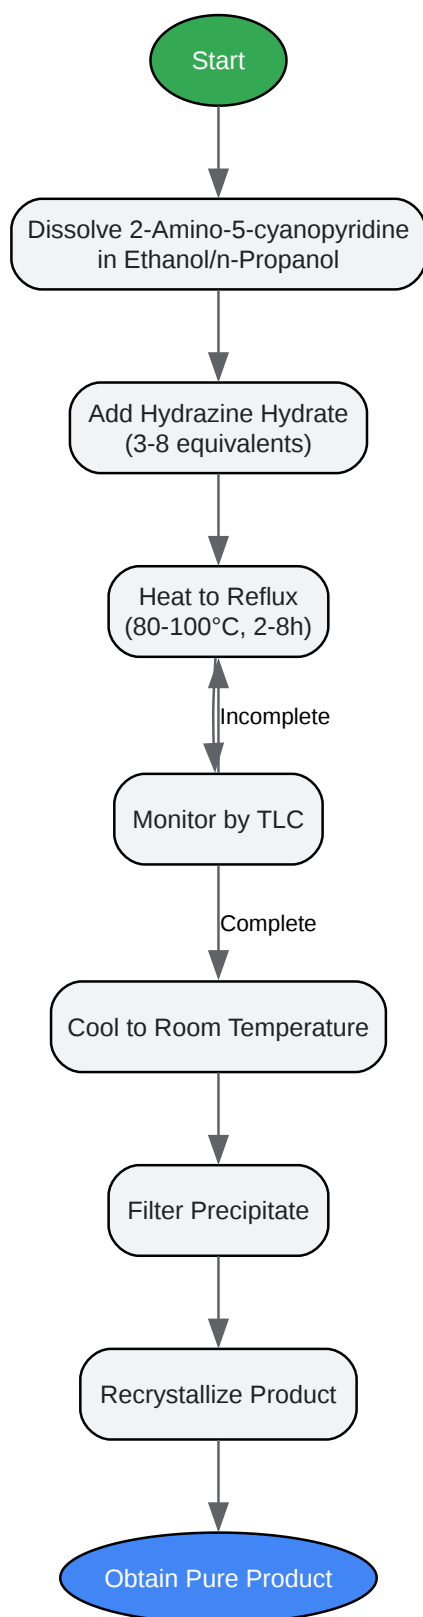 Start
Dissolve 2-Amino-5-cyanopyridine
in Ethanol/n-Propanol
Add Hydrazine Hydrate
(3-8 equivalents)
Heat to Reflux
(80-100°C, 2-8h)
Incomplete
Monitor by TLC
Complete
Cool to Room Temperature
Filter Precipitate
Recrystallize Product
Obtain Pure Product